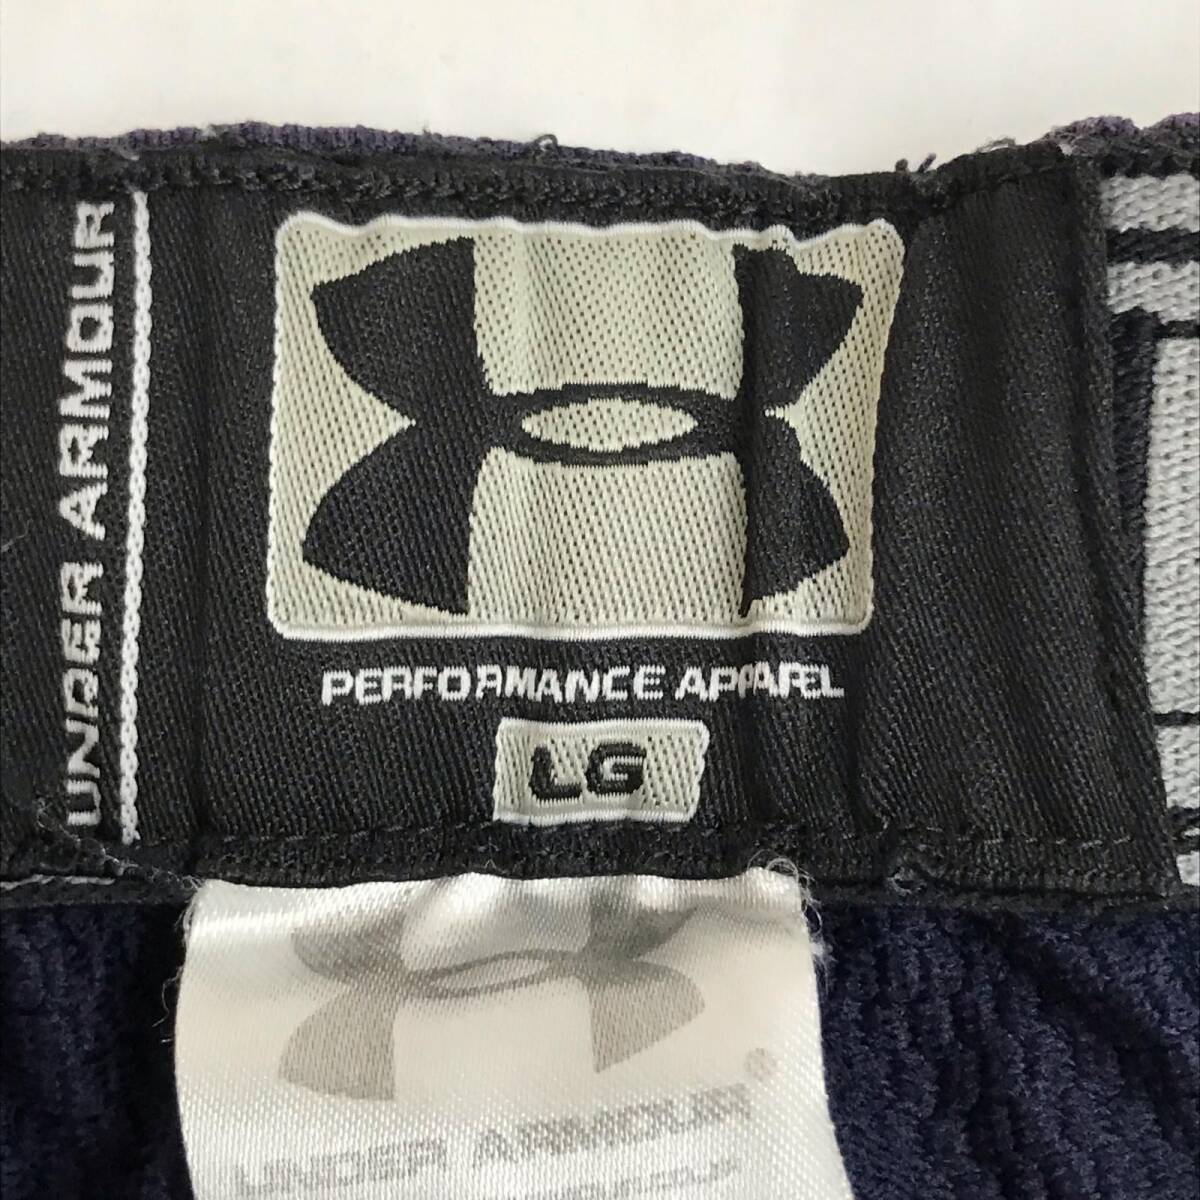 UNDER ARMOUR
PERFORMANCE APPAREL
LG
®
UNDER ARMOUR